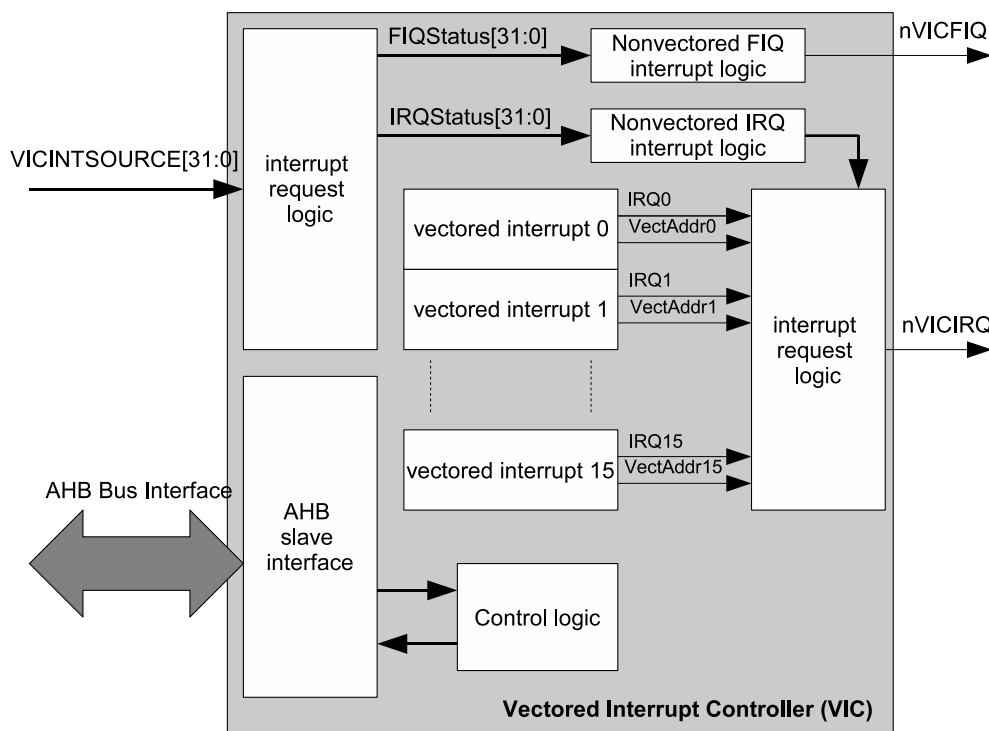 FIQStatus[31:0]
Nonvectored FIQ
interrupt logic
nVICFIQ
IRQStatus[31:0]
Nonvectored IRQ
interrupt logic
VICINTSOURCE[31:0]
interrupt
request
logic
vectored interrupt 0
IRQ0
VectAddr0
vectored interrupt 1
IRQ1
VectAddr1
interrupt
request
logic
nVICIRQ
vectored interrupt 15
IRQ15
VectAddr15
AHB Bus Interface
AHB
slave
interface
Control logic
Vectored Interrupt Controller (VIC)